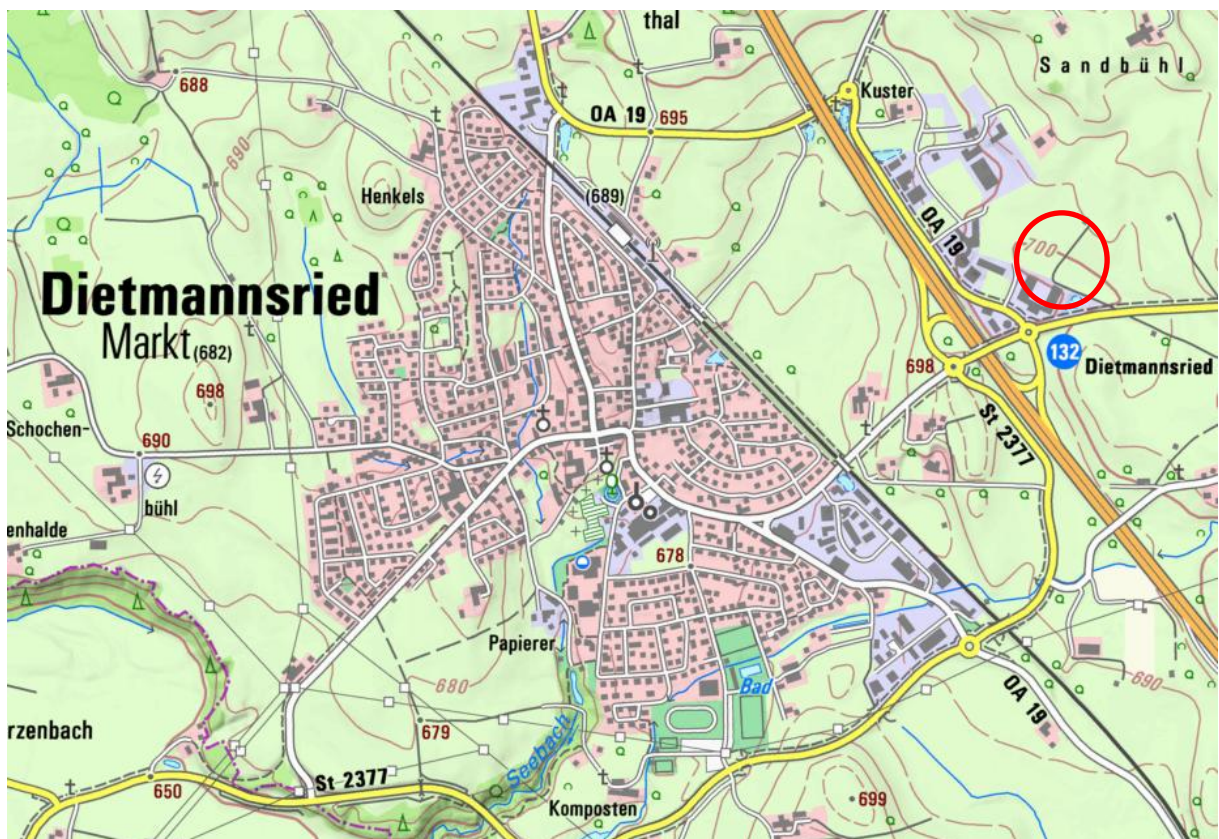 thal
Sandbühl
688
OA 19
695
Kuster
690
Henkels
(689)
OA 19
700
Dietmannsried
Markt (682)
698
132
Dietmannsried
698
St 2377
Schochen-
690
bühl
enhalde
678
Papierer
680
Bad
690
OA 19
679
Seebach
rzenbach
650
St 2377
Komposten
699